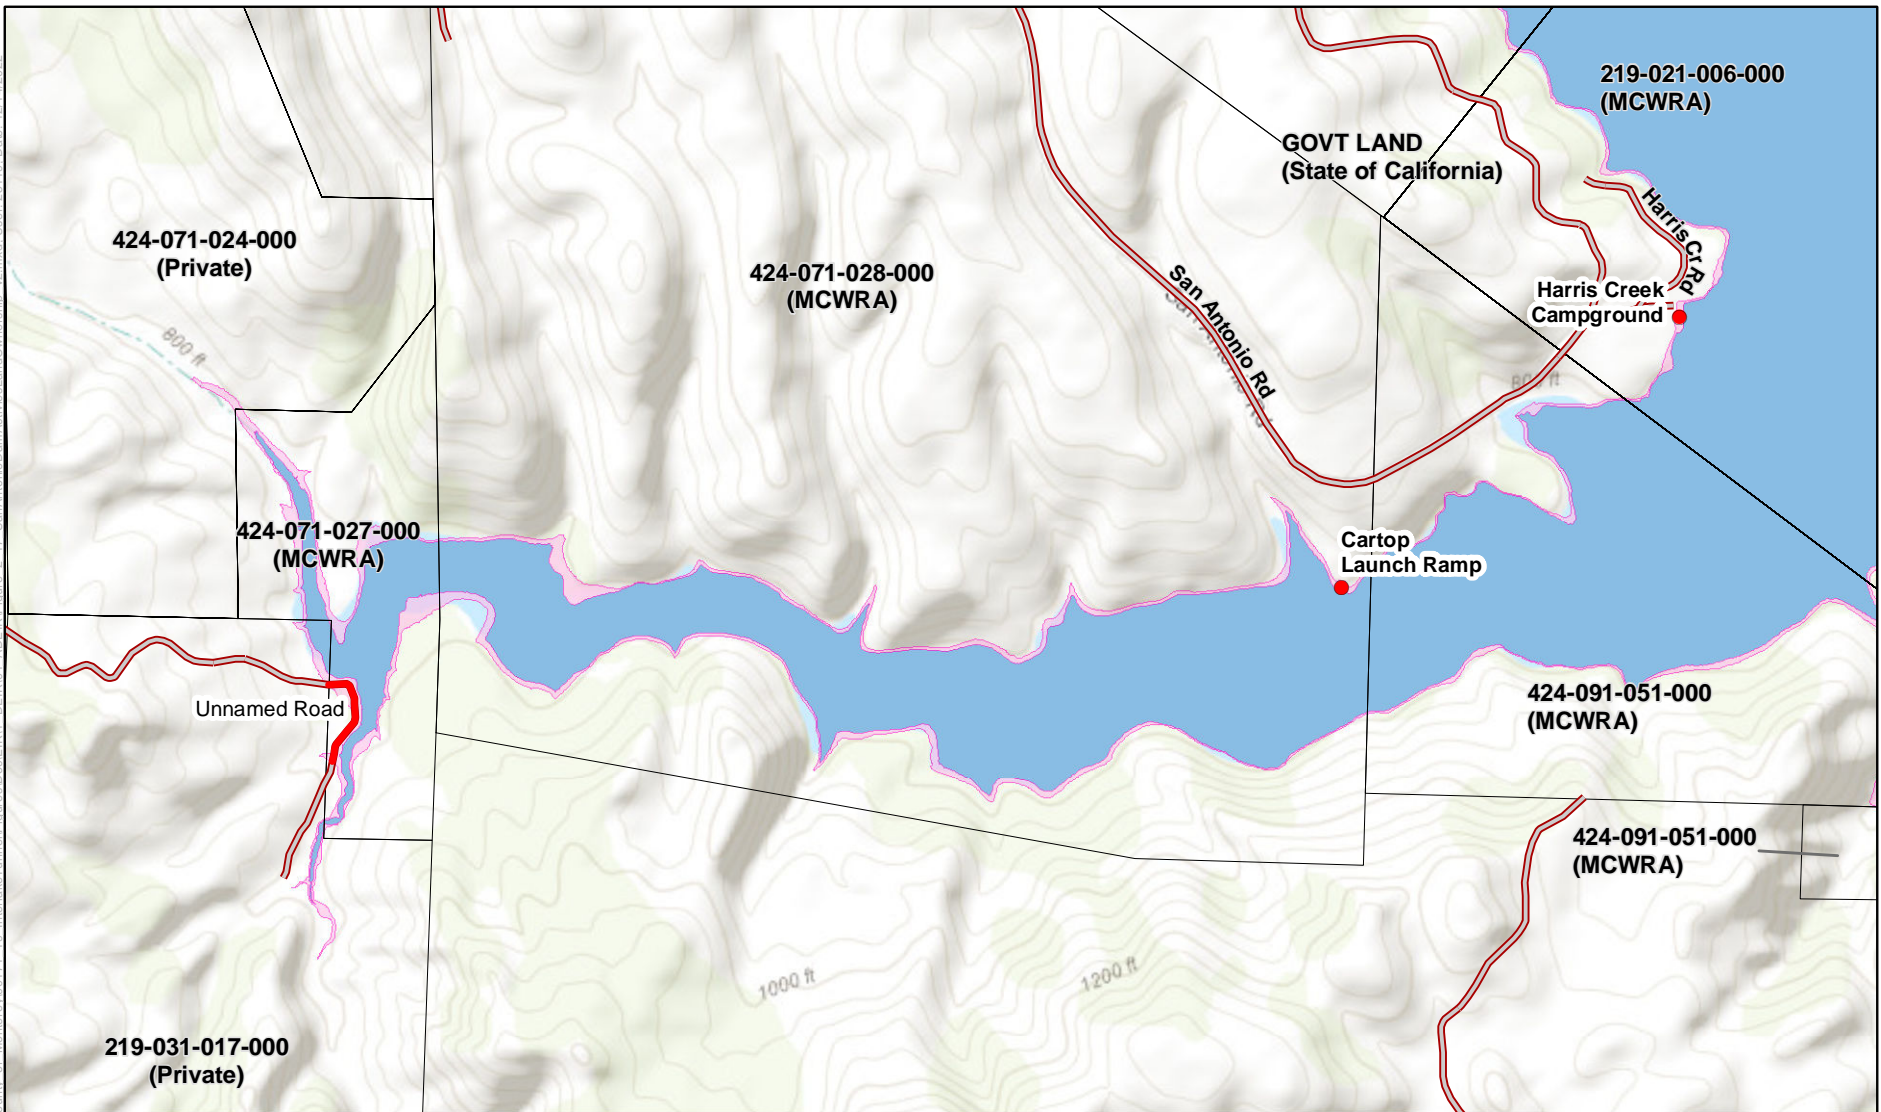 219-021-006-000
(MCWRA)
GOVT LAND
(State of California)
Harris Cr Rd
424-071-024-000
(Private)
424-071-028-000
(MCWRA)
San Antonio Rd
San Antonio Rd
Harris Creek
Campground
800 ft
800 ft
424-071-027-000
(MCWRA)
Cartop
Launch Ramp
Unnamed Road
424-091-051-000
(MCWRA)
424-091-051-000
(MCWRA)
1000 ft
1200 ft
219-031-017-000
(Private)